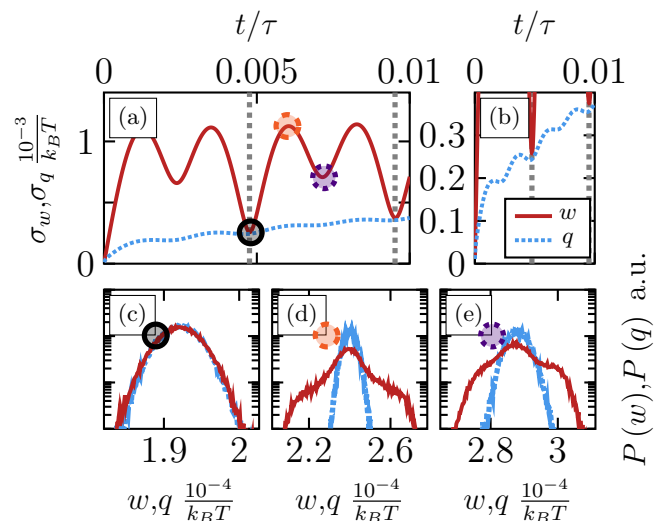 t/τ t/τ
0 0.005 0.01 0 0.01
(a) (b)
σ_w, σ_q 10^{-3}/k_BT
1
0
0.3
0.2
0.1
0
w
q
(c) (d) (e)
1.9 2 2.2 2.6 2.8 3
w,q 10^{-4}/k_BT w,q 10^{-4}/k_BT w,q 10^{-4}/k_BT
P(w),P(q) a.u.